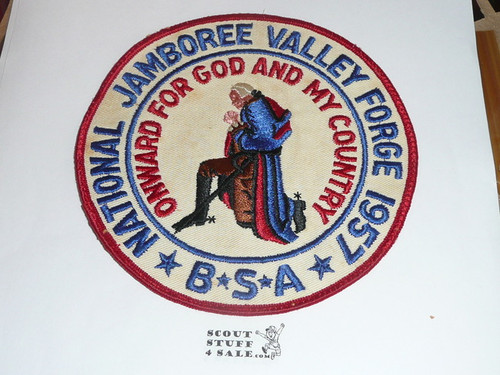 NATIONAL JAMBOREE VALLEY FORGE 1957
ONWARD FOR GOD AND MY COUNTRY
B★S★A
SCOUT
STUFF
4 SALE.com